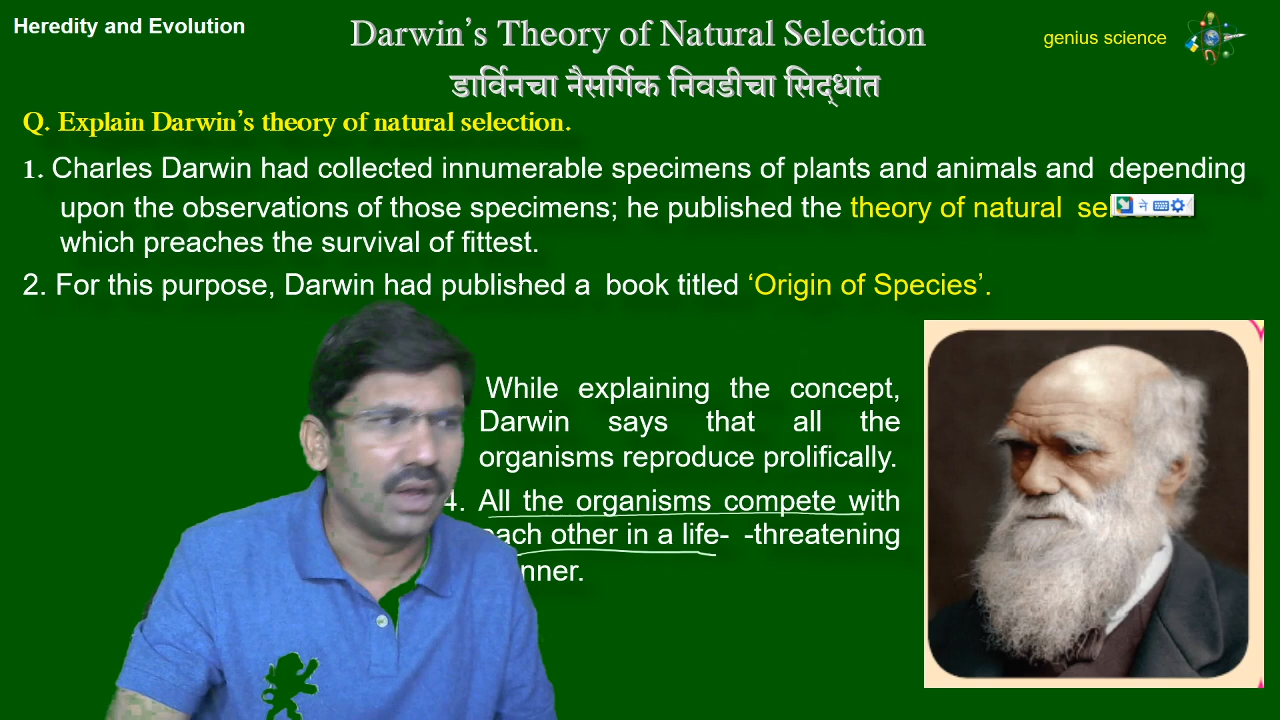 Heredity and Evolution
Darwin's Theory of Natural Selection
genius science
डार्विनचा नैसर्गिक निवडीचा सिद्धांत
Q. Explain Darwin's theory of natural selection.
1. Charles Darwin had collected innumerable specimens of plants and animals and depending
upon the observations of those specimens; he published the theory of natural
ने
which preaches the survival of fittest.
2. For this purpose, Darwin had published a book titled ‘Origin of Species’.
While explaining the concept,
Darwin says that all the
organisms reproduce prolifically.
4. All the organisms compete with
each other in a life- -threatening